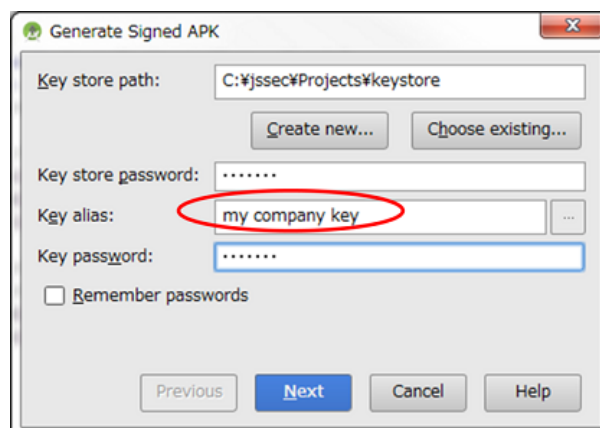 Generate Signed APK
Key store path: C:¥jssec¥Projects¥keystore
Create new... Choose existing...
Key store password: •••••••
Key alias: my company key ...
Key password: •••••••
Remember passwords
Previous Next Cancel Help